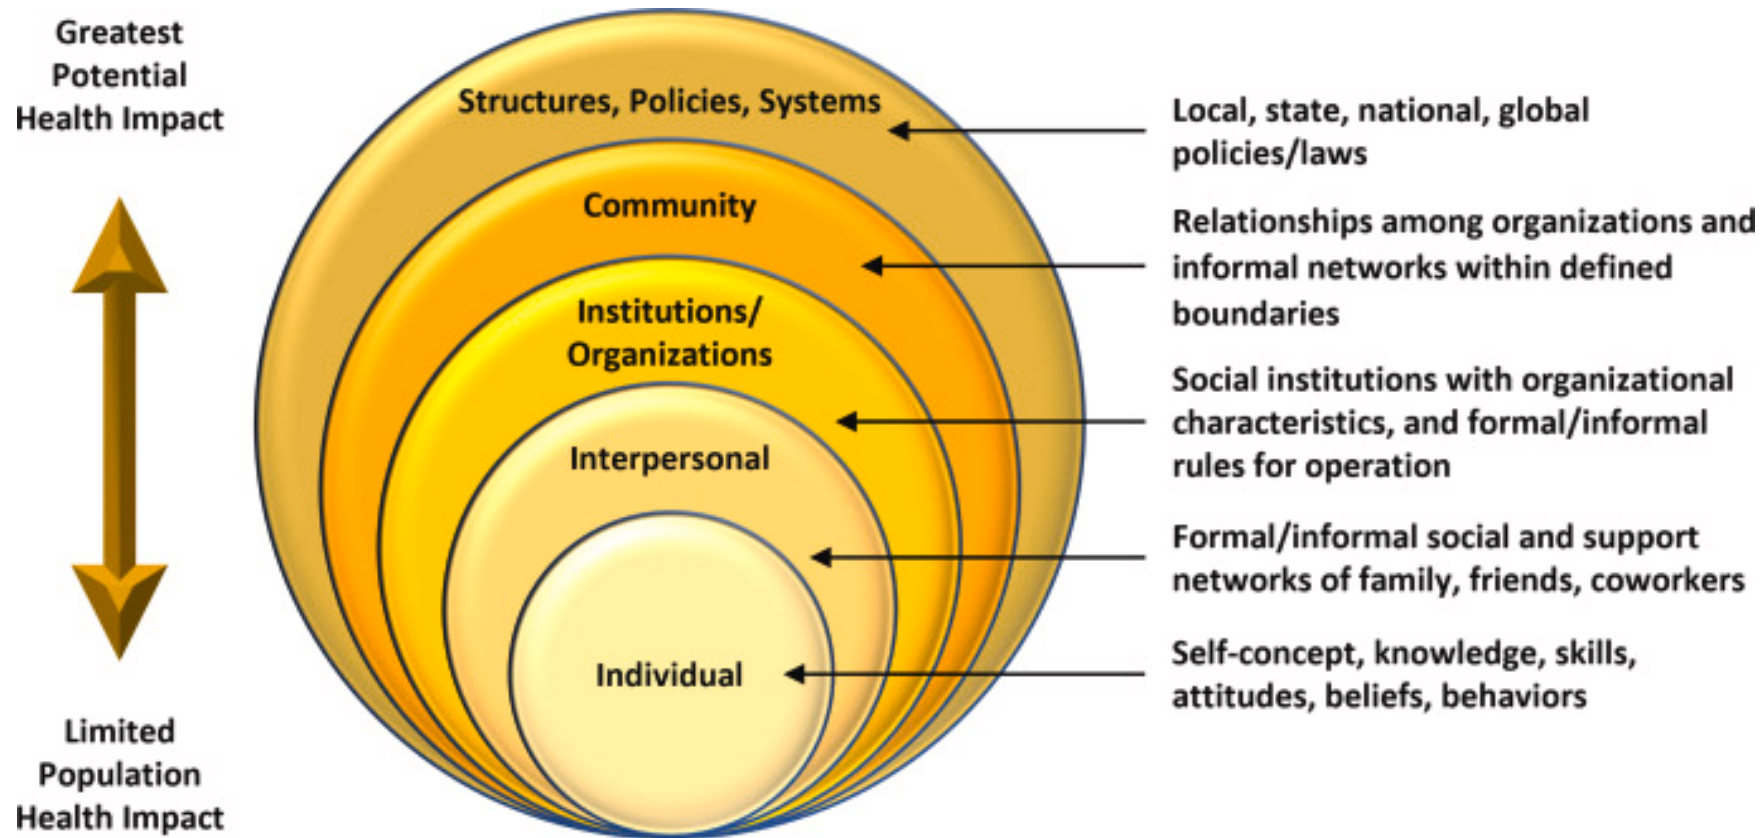 Greatest
Potential
Health Impact
Limited
Population
Health Impact
Structures, Policies, Systems
Community
Institutions/
Organizations
Interpersonal
Individual
Local, state, national, global
policies/laws
Relationships among organizations and
informal networks within defined
boundaries
Social institutions with organizational
characteristics, and formal/informal
rules for operation
Formal/informal social and support
networks of family, friends, coworkers
Self-concept, knowledge, skills,
attitudes, beliefs, behaviors